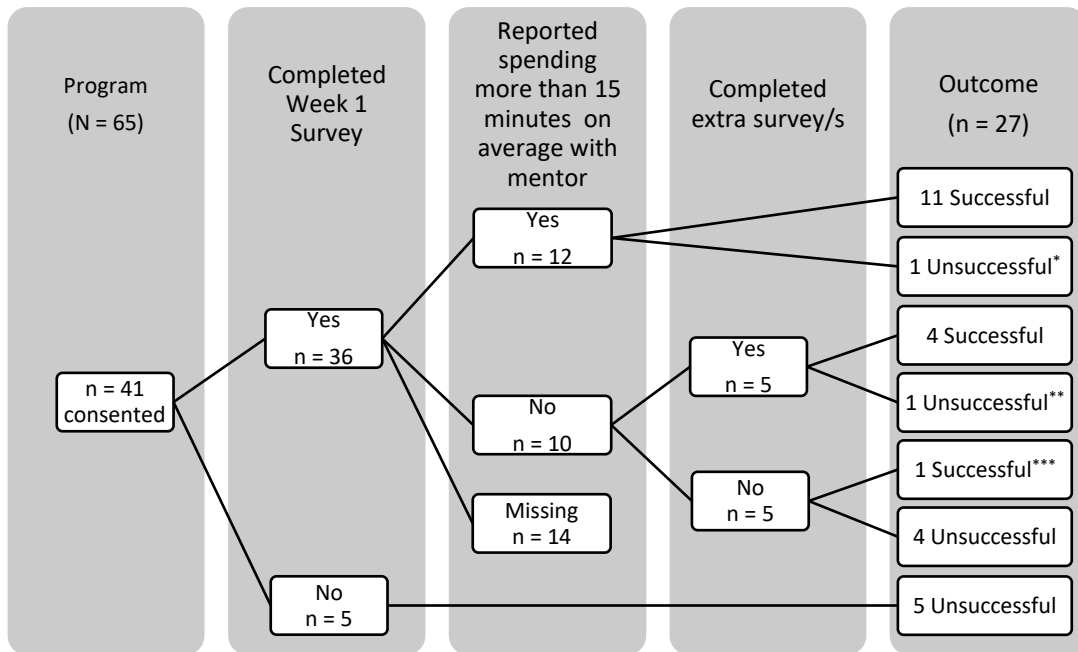 Program
(N = 65)
Completed
Week 1
Survey
Reported
spending
more than 15
minutes on
average with
mentor
Completed
extra survey/s
Outcome
(n = 27)
n = 41
consented
Yes
n = 36
No
n = 5
Yes
n = 12
No
n = 10
Missing
n = 14
Yes
n = 5
No
n = 5
11 Successful
1 Unsuccessful*
4 Successful
1 Unsuccessful**
1 Successful***
4 Unsuccessful
5 Unsuccessful